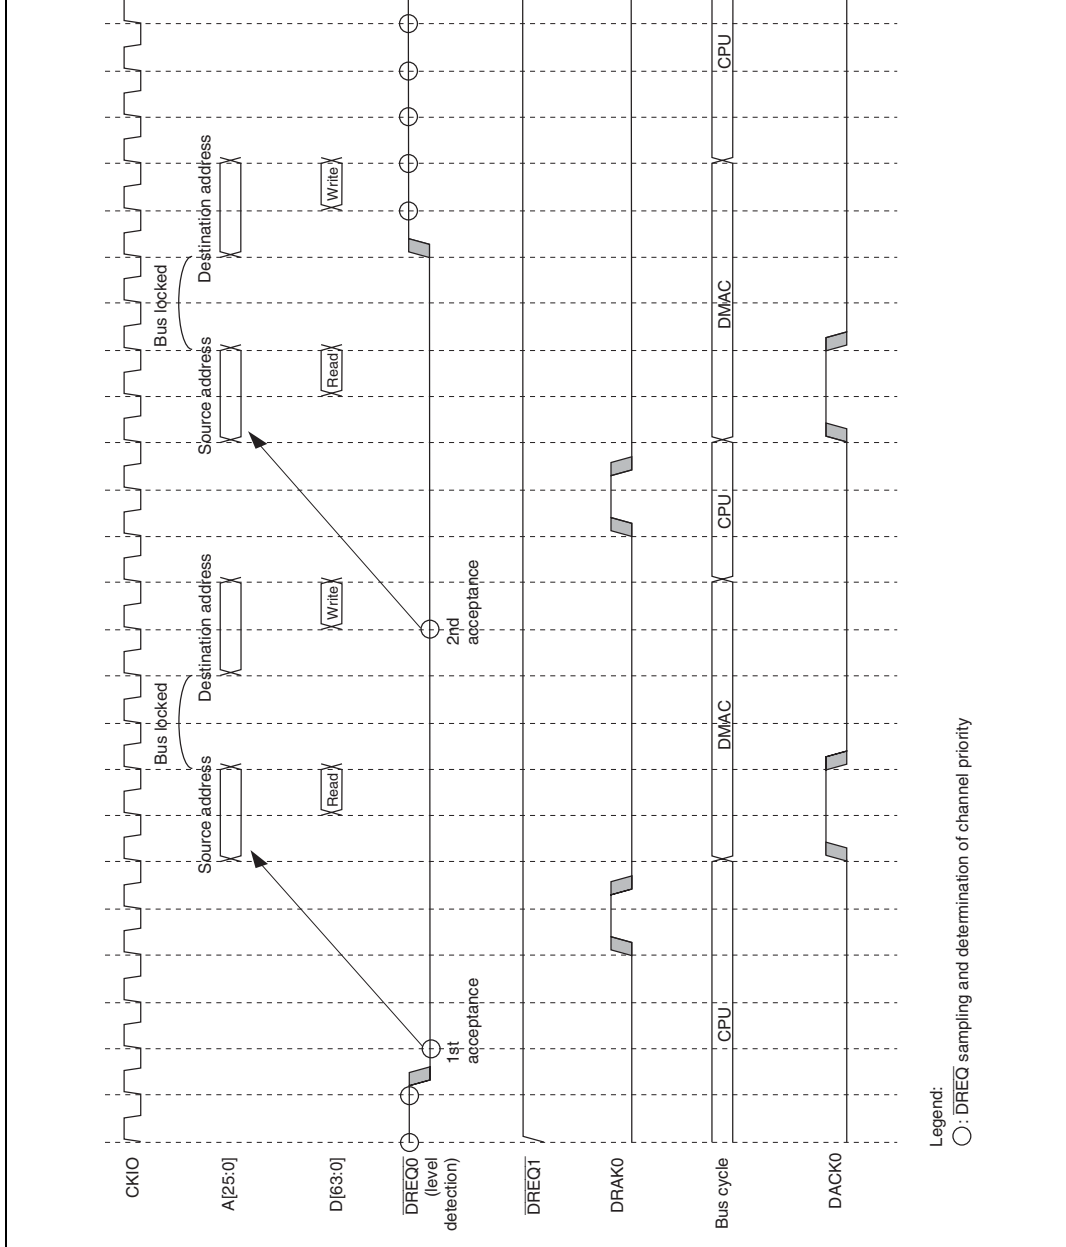 CKIO
Bus locked
Bus locked
A[25:0]
Source address
Destination address
Source address
Destination address
D[63:0]
Read
Write
Read
Write
DREQ0
(level
detection)
1st
acceptance
2nd
acceptance
DREQ1
DRAK0
Bus cycle
CPU
DMAC
CPU
DMAC
CPU
DACK0
Legend:
○: DREQ sampling and determination of channel priority